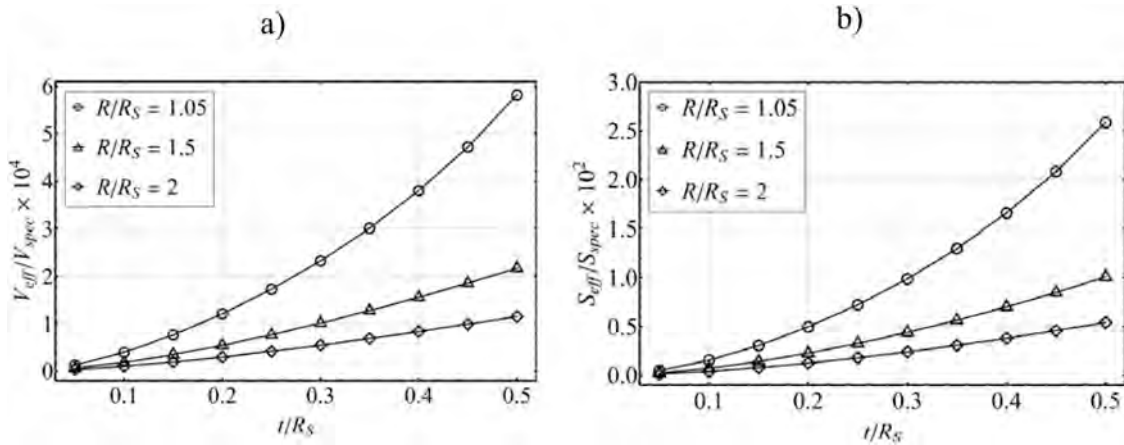 a)
V_eff/V_spec × 10^4
6
5
4
3
2
1
0
R/R_S = 1.05
R/R_S = 1.5
R/R_S = 2
0.1 0.2 0.3 0.4 0.5
t/R_S
b)
S_eff/S_spec × 10^2
3.0
2.5
2.0
1.5
1.0
0.5
0.0
R/R_S = 1.05
R/R_S = 1.5
R/R_S = 2
0.1 0.2 0.3 0.4 0.5
t/R_S